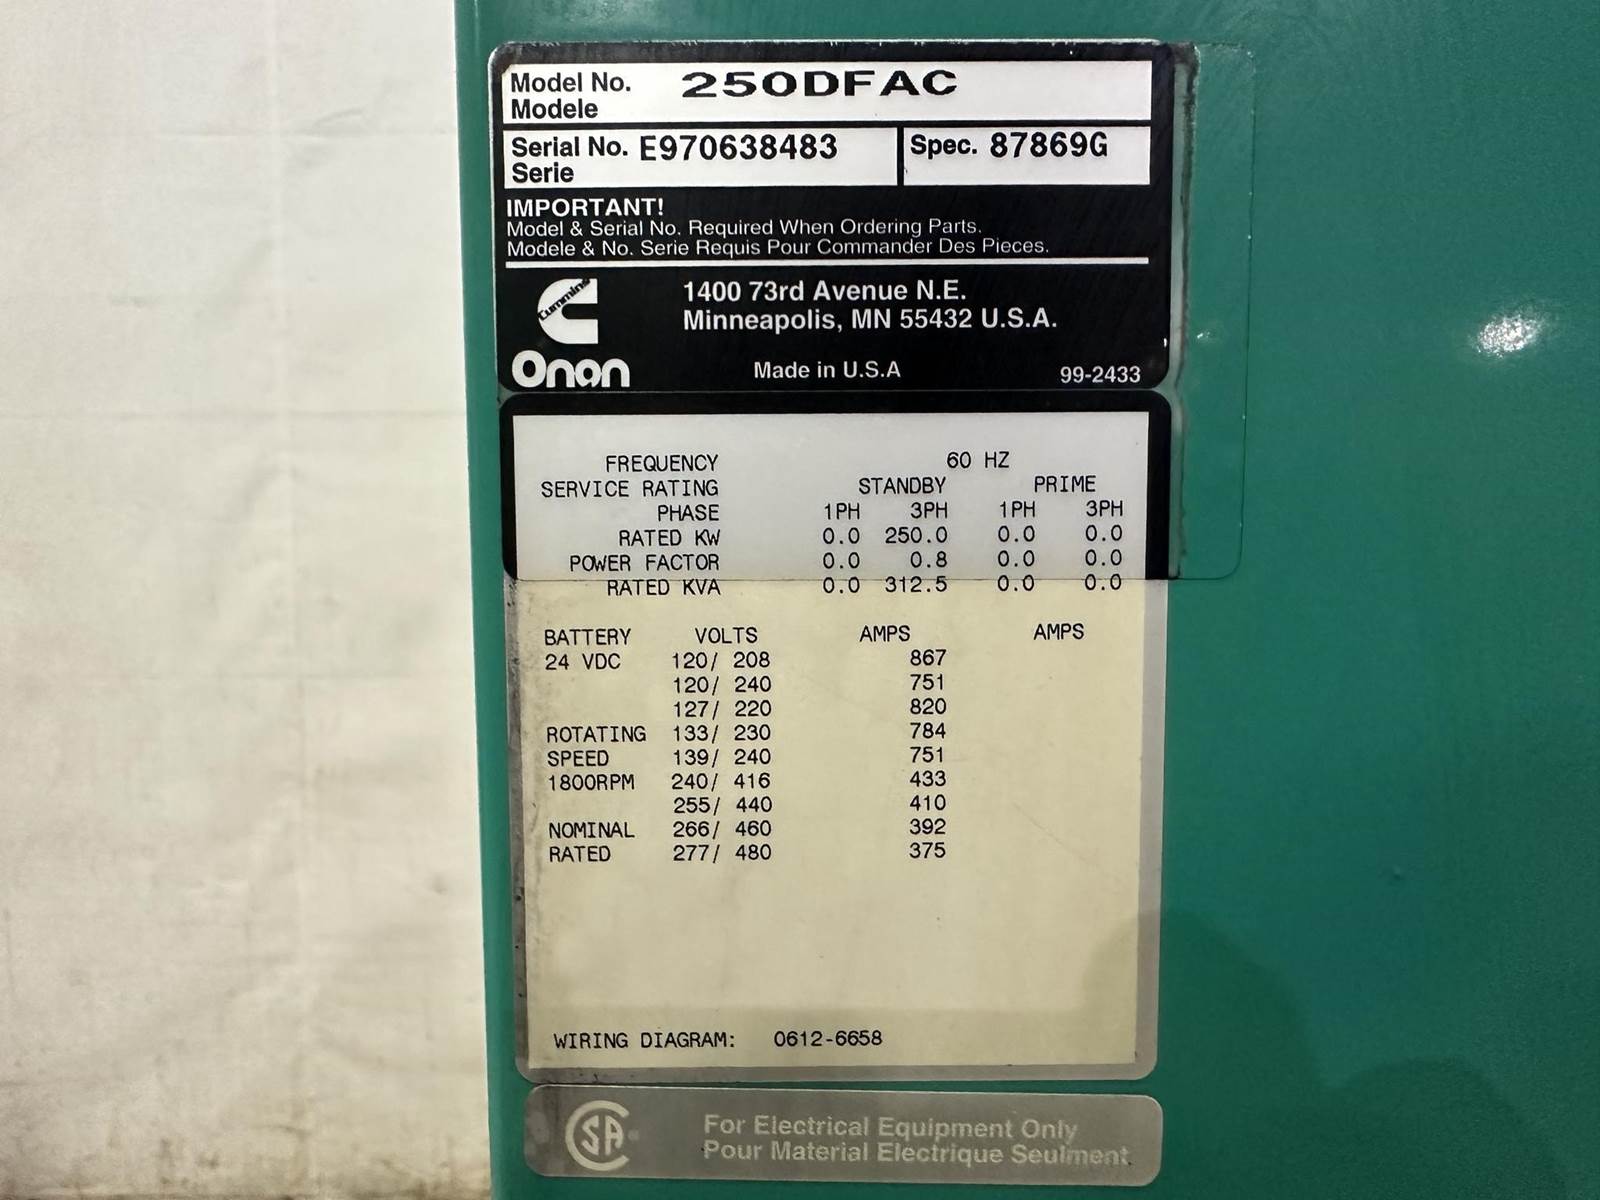 Model No. 250DFAC
Modele
Serial No. E970638483 Spec. 87869G
Serie
IMPORTANT!
Model & Serial No. Required When Ordering Parts.
Modele & No. Serie Requis Pour Commander Des Pieces.
Cummins
Onan
1400 73rd Avenue N.E.
Minneapolis, MN 55432 U.S.A.
Made in U.S.A 99-2433
FREQUENCY 60 HZ
SERVICE RATING STANDBY PRIME
PHASE 1PH 3PH 1PH 3PH
RATED KW 0.0 250.0 0.0 0.0
POWER FACTOR 0.0 0.8 0.0 0.0
RATED KVA 0.0 312.5 0.0 0.0
BATTERY VOLTS AMPS AMPS
24 VDC 120/ 208 867
120/ 240 751
127/ 220 820
ROTATING 133/ 230 784
SPEED 139/ 240 751
1800RPM 240/ 416 433
255/ 440 410
NOMINAL 266/ 460 392
RATED 277/ 480 375
WIRING DIAGRAM: 0612-6658
CSA
For Electrical Equipment Only
Pour Material Electrique Seulment